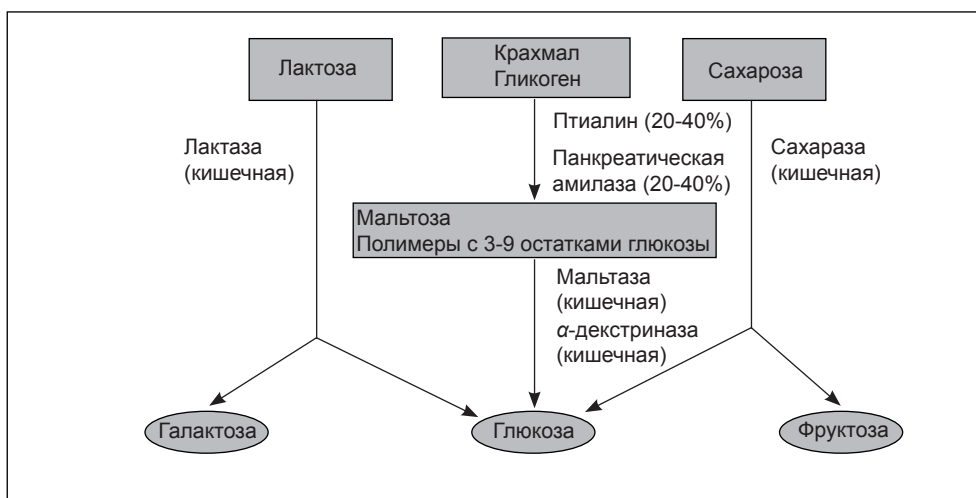 Лактоза
Крахмал
Гликоген
Сахароза
Лактаза
(кишечная)
Птиалин (20-40%)
Панкреатическая
амилаза (20-40%)
Сахараза
(кишечная)
Мальтоза
Полимеры с 3-9 остатками глюкозы
Мальтаза
(кишечная)
α-декстриназа
(кишечная)
Галактоза
Глюкоза
Фруктоза